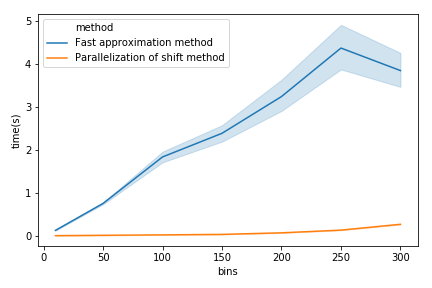 method
Fast approximation method
Parallelization of shift method
time(s)
5
4
3
2
1
0
0 50 100 150 200 250 300
bins